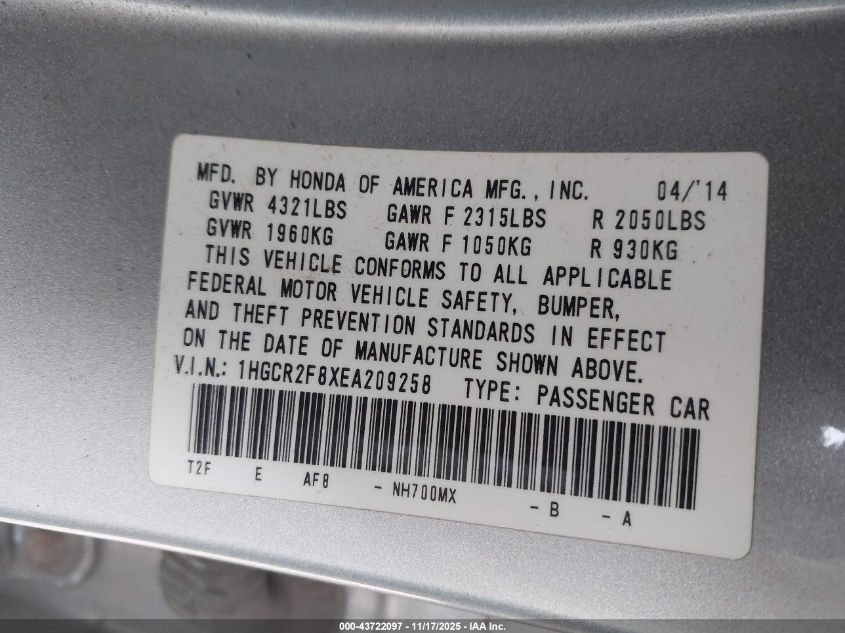 MFD. BY HONDA OF AMERICA MFG., INC. 04/'14
GVWR 4321LBS GAWR F 2315LBS R 2050LBS
GVWR 1960KG GAWR F 1050KG R 930KG
THIS VEHICLE CONFORMS TO ALL APPLICABLE
FEDERAL MOTOR VEHICLE SAFETY, BUMPER,
AND THEFT PREVENTION STANDARDS IN EFFECT
ON THE DATE OF MANUFACTURE SHOWN ABOVE.
V.I.N.: 1HGCR2F8XEA209258 TYPE: PASSENGER CAR
T2F E AF8 - NH700MX - B - A
000-43722097 - 11/17/2025 - IAA Inc.